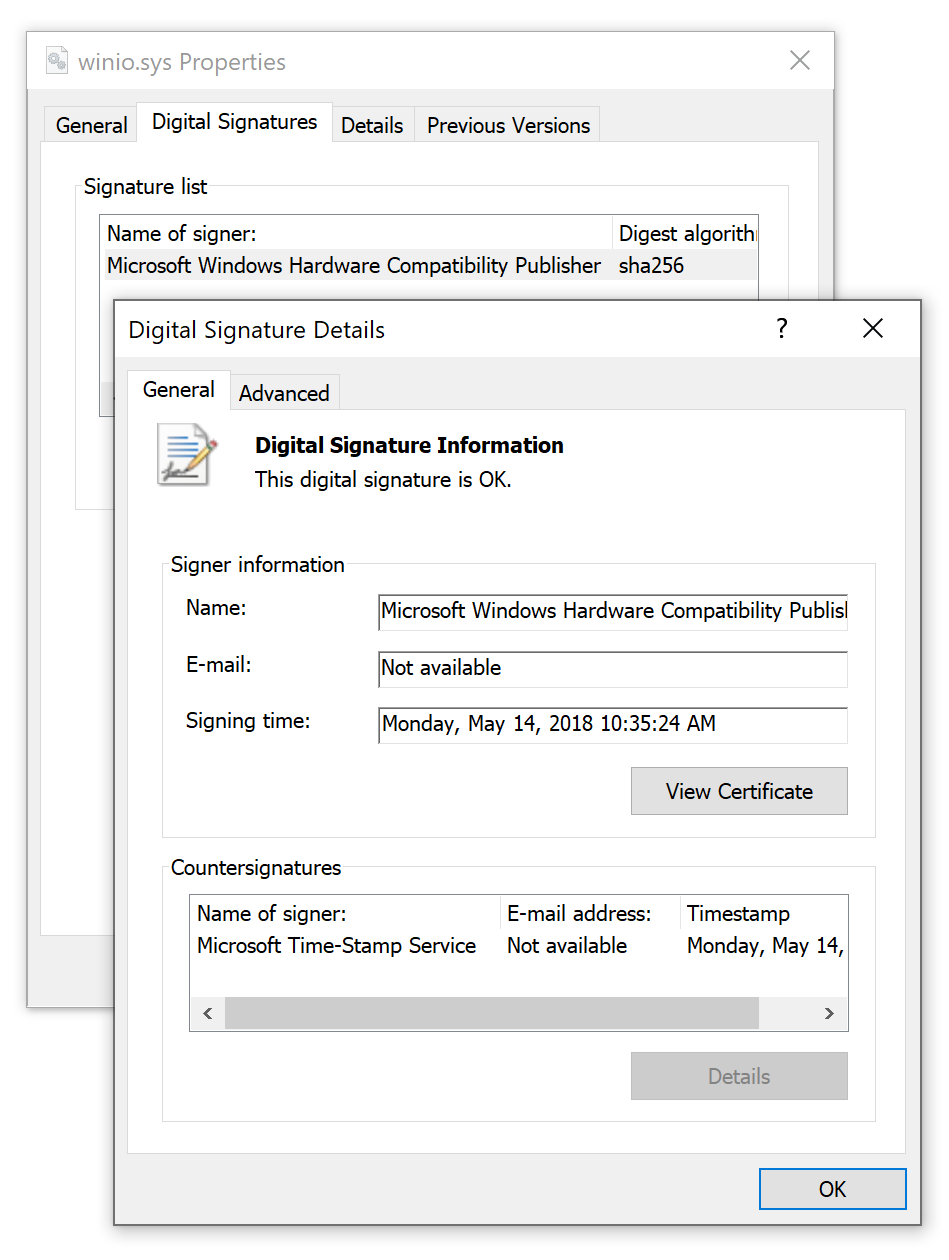 winio.sys Properties
General
Digital Signatures
Details
Previous Versions
Signature list
Name of signer:
Digest algorith
Microsoft Windows Hardware Compatibility Publisher
sha256
Digital Signature Details
?
General
Advanced
Digital Signature Information
This digital signature is OK.
Signer information
Name:
Microsoft Windows Hardware Compatibility Publis
E-mail:
Not available
Signing time:
Monday, May 14, 2018 10:35:24 AM
View Certificate
Countersignatures
Name of signer:
E-mail address:
Timestamp
Microsoft Time-Stamp Service
Not available
Monday, May 14,
Details
OK